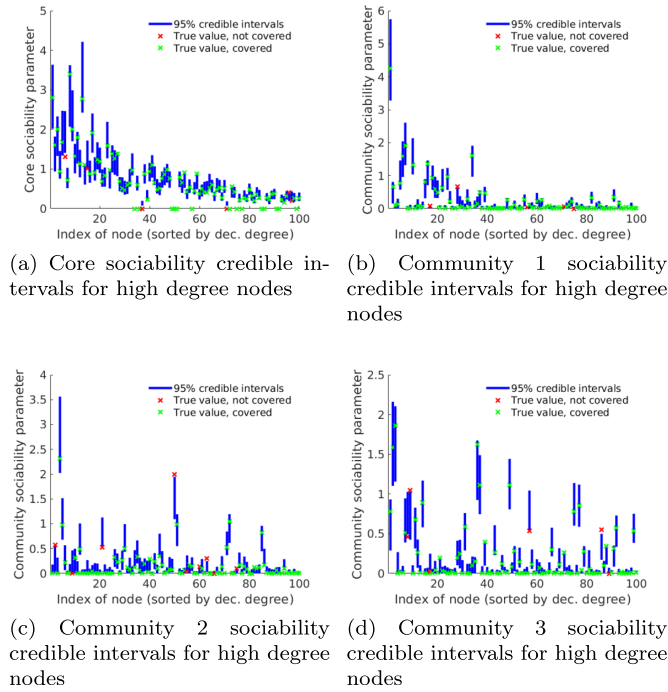 5
4
3
2
1
0
Core sociability parameter
95% credible intervals
True value, not covered
True value, covered
20 40 60 80 100
Index of node (sorted by dec. degree)
(a) Core sociability credible in-
tervals for high degree nodes
6
5
4
3
2
1
0
Community sociability parameter
95% credible intervals
True value, not covered
True value, covered
20 40 60 80 100
Index of node (sorted by dec. degree)
(b) Community 1 sociability
credible intervals for high degree
nodes
4
3.5
3
2.5
2
1.5
1
0.5
0
Community sociability parameter
95% credible intervals
True value, not covered
True value, covered
20 40 60 80 100
Index of node (sorted by dec. degree)
(c) Community 2 sociability
credible intervals for high degree
nodes
2.5
2
1.5
1
0.5
0
Community sociability parameter
95% credible intervals
True value, not covered
True value, covered
20 40 60 80 100
Index of node (sorted by dec. degree)
(d) Community 3 sociability
credible intervals for high degree
nodes